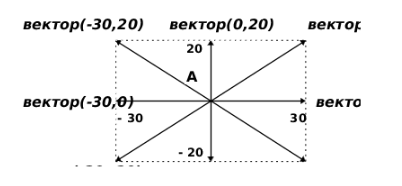 вектор(-30,20) вектор(0,20)
20
А
вектор(-30,0)
- 30 30
- 20